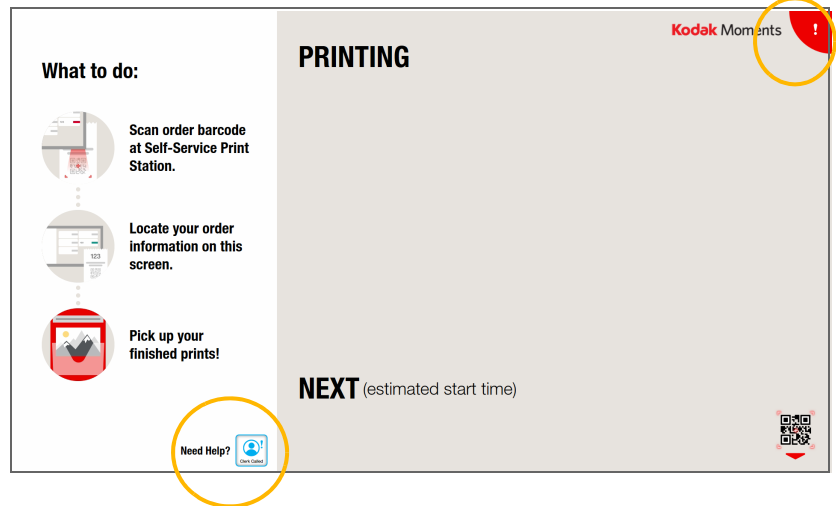 Kodak Moments
!
PRINTING
What to do:
Scan order barcode
at Self-Service Print
Station.
Locate your order
information on this
screen.
123
Pick up your
finished prints!
NEXT (estimated start time)
Need Help?
!
Clerk Called